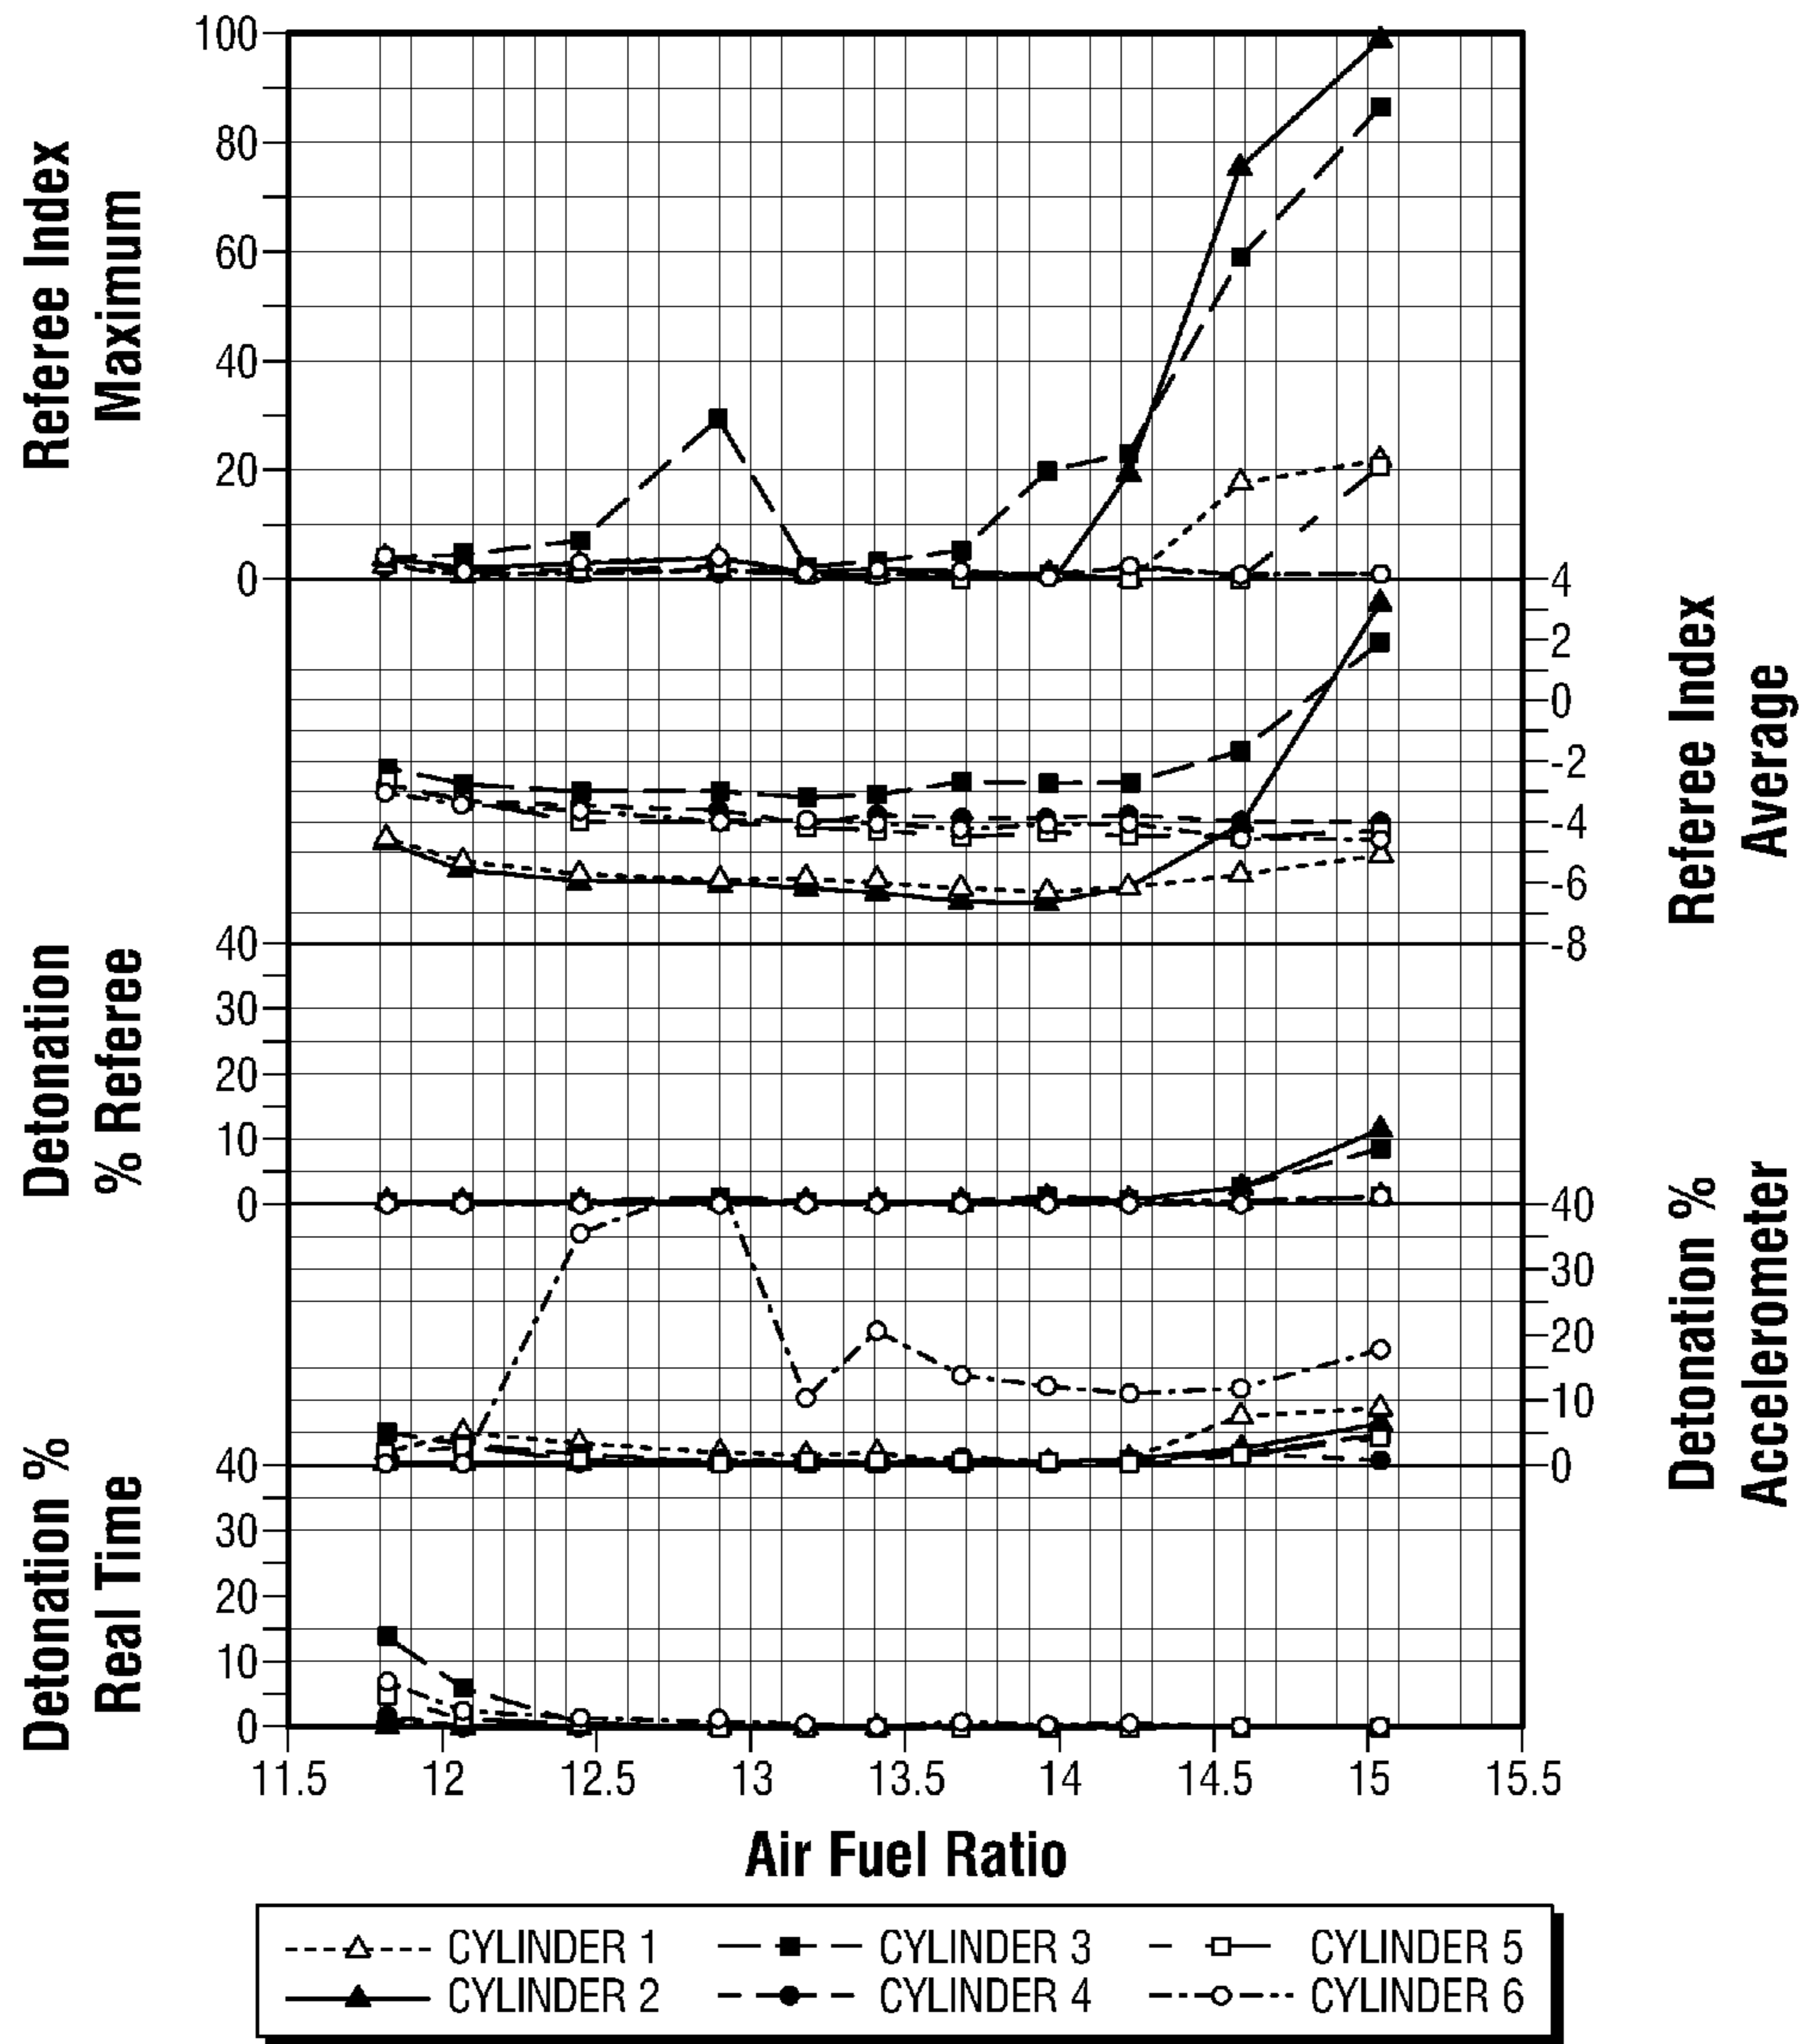 Referee Index
Maximum
100
80
60
40
20
0
Referee Index
Average
4
2
0
-2
-4
-6
-8
Detonation
% Referee
40
30
20
10
0
Detonation %
Accelerometer
40
30
20
10
0
Detonation %
Real Time
40
30
20
10
0
11.5 12 12.5 13 13.5 14 14.5 15 15.5
Air Fuel Ratio
CYLINDER 1 CYLINDER 3 CYLINDER 5
CYLINDER 2 CYLINDER 4 CYLINDER 6